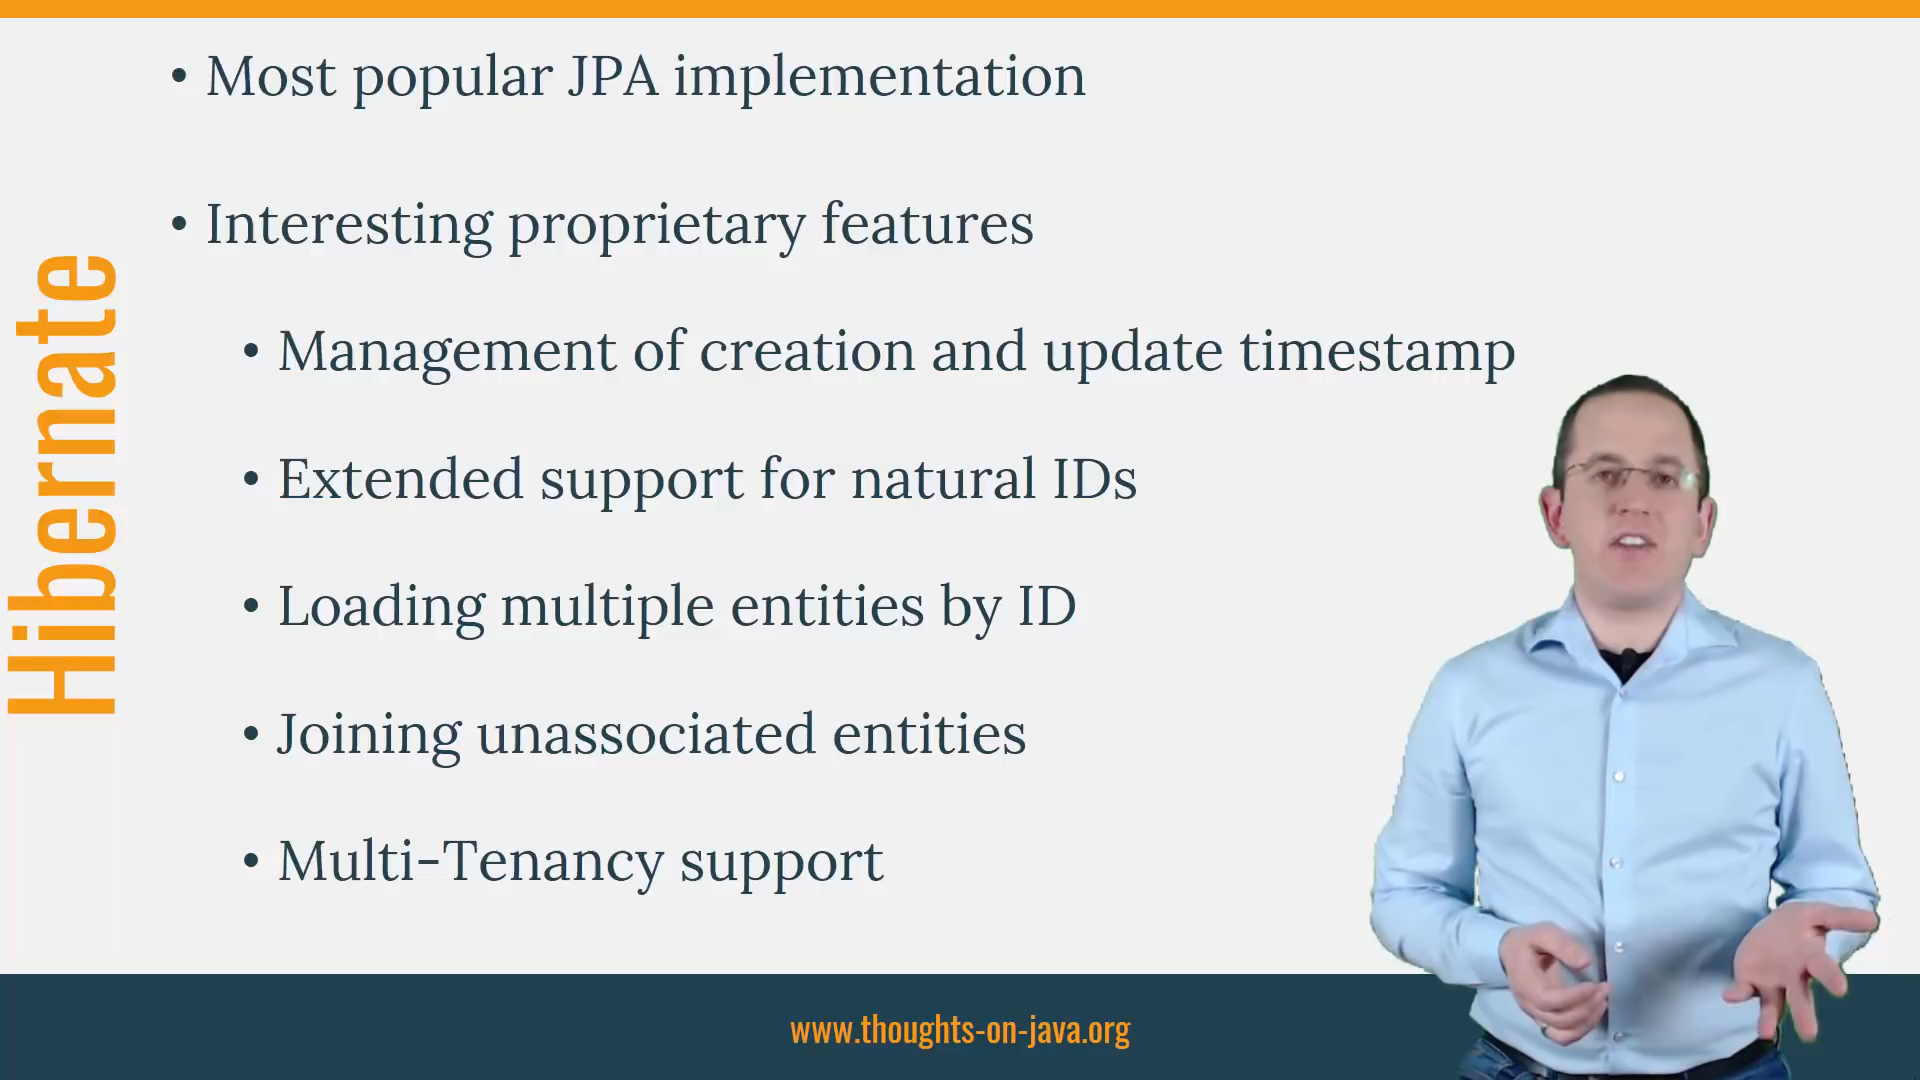 Hibernate
• Most popular JPA implementation
• Interesting proprietary features
• Management of creation and update timestamp
• Extended support for natural IDs
• Loading multiple entities by ID
• Joining unassociated entities
• Multi-Tenancy support
www.thoughts-on-java.org